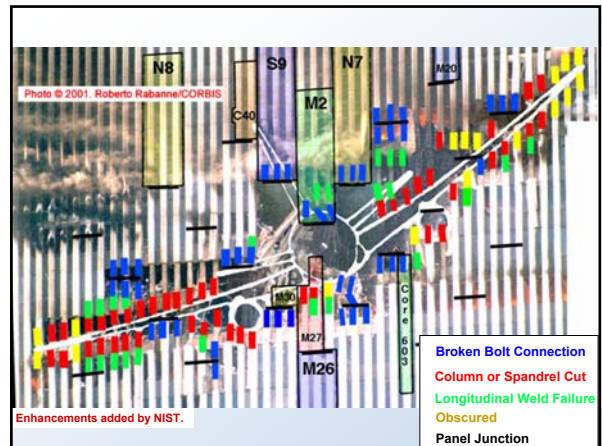 N8
S9
N7
M20
Photo © 2001. Roberto Rabanne/CORBIS
C40
M2
M30
M27
Core 603
M26
Enhancements added by NIST.
Broken Bolt Connection
Column or Spandrel Cut
Longitudinal Weld Failure
Obscured
Panel Junction